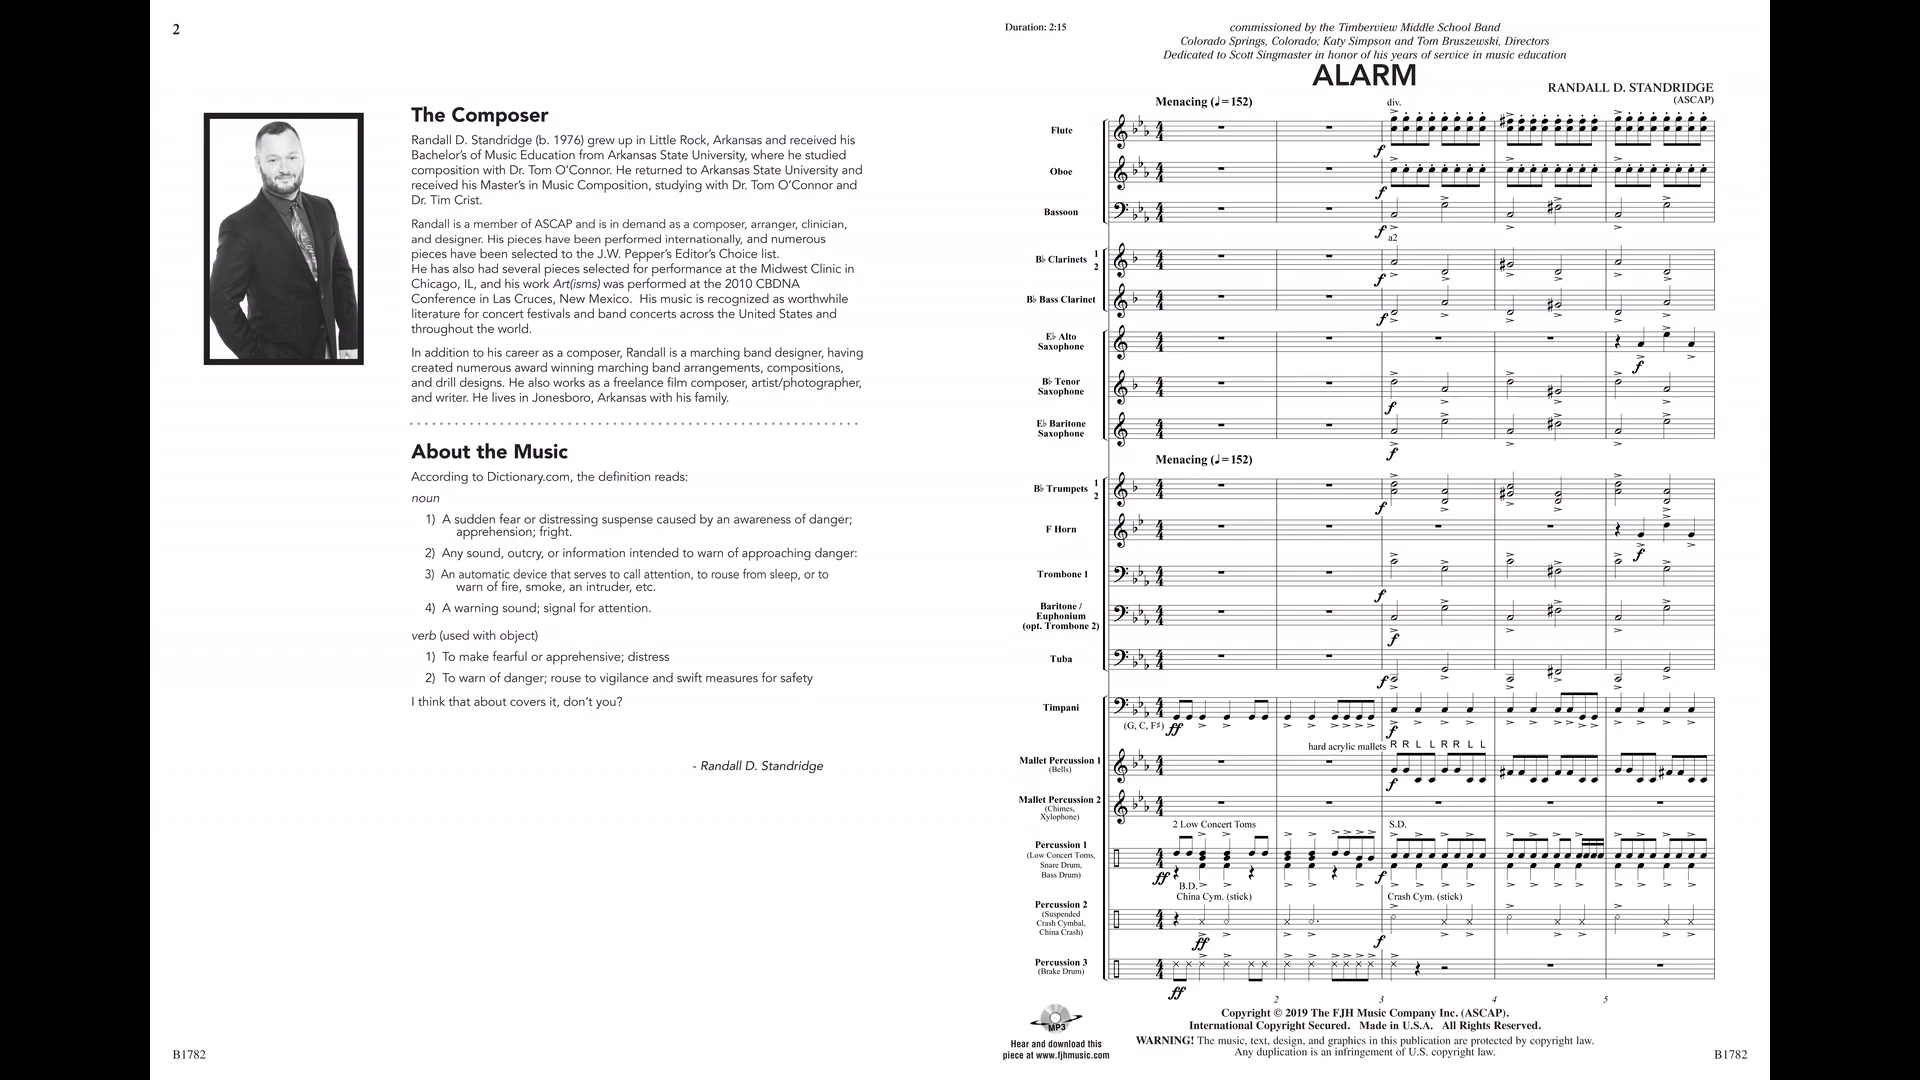 2
The Composer
Randall D. Standridge (b. 1976) grew up in Little Rock, Arkansas and received his
Bachelor's of Music Education from Arkansas State University, where he studied
composition with Dr. Tom O'Connor. He returned to Arkansas State University and
received his Master's in Music Composition, studying with Dr. Tom O'Connor and
Dr. Tim Crist.
Randall is a member of ASCAP and is in demand as a composer, arranger, clinician,
and designer. His pieces have been performed internationally, and numerous
pieces have been selected to the J.W. Pepper's Editor's Choice list.
He has also had several pieces selected for performance at the Midwest Clinic in
Chicago, IL, and his work Art(isms) was performed at the 2010 CBDNA
Conference in Las Cruces, New Mexico. His music is recognized as worthwhile
literature for concert festivals and band concerts across the United States and
throughout the world.
In addition to his career as a composer, Randall is a marching band designer, having
created numerous award winning marching band arrangements, compositions,
and drill designs. He also works as a freelance film composer, artist/photographer,
and writer. He lives in Jonesboro, Arkansas with his family.
About the Music
According to Dictionary.com, the definition reads:
noun
1) A sudden fear or distressing suspense caused by an awareness of danger;
apprehension; fright.
2) Any sound, outcry, or information intended to warn of approaching danger:
3) An automatic device that serves to call attention, to rouse from sleep, or to
warn of fire, smoke, an intruder, etc.
4) A warning sound; signal for attention.
verb (used with object)
1) To make fearful or apprehensive; distress
2) To warn of danger; rouse to vigilance and swift measures for safety
I think that about covers it, don't you?
- Randall D. Standridge
B1782
Duration: 2:15
commissioned by the Timberview Middle School Band
Colorado Springs, Colorado; Katy Simpson and Tom Bruszewski, Directors
Dedicated to Scott Singmaster in honor of his years of service in music education
ALARM
RANDALL D. STANDRIDGE
(ASCAP)
Menacing (♩=152)
div.
Flute
f
Oboe
f
Bassoon
f
a2
B♭ Clarinets 1
2
f
B♭ Bass Clarinet
f
E♭ Alto
Saxophone
f
B♭ Tenor
Saxophone
f
E♭ Baritone
Saxophone
f
Menacing (♩=152)
B♭ Trumpets 1
2
f
F Horn
f
Trombone 1
f
Baritone /
Euphonium
(opt. Trombone 2)
f
Tuba
f
Timpani
(G, C, F♯)
ff
f
hard acrylic mallets R R L L R R L L
Mallet Percussion 1
(Bells)
f
Mallet Percussion 2
(Chimes,
Xylophone)
2 Low Concert Toms
S.D.
Percussion 1
(Low Concert Toms,
Snare Drum,
Bass Drum)
ff
f
B.D.
China Cym. (stick)
Crash Cym. (stick)
Percussion 2
(Suspended
Crash Cymbal,
China Crash)
ff
f
Percussion 3
(Brake Drum)
ff
2 3 4 5
MP3
Hear and download this
piece at www.fjhmusic.com
Copyright © 2019 The FJH Music Company Inc. (ASCAP).
International Copyright Secured. Made in U.S.A. All Rights Reserved.
WARNING! The music, text, design, and graphics in this publication are protected by copyright law.
Any duplication is an infringement of U.S. copyright law.
B1782